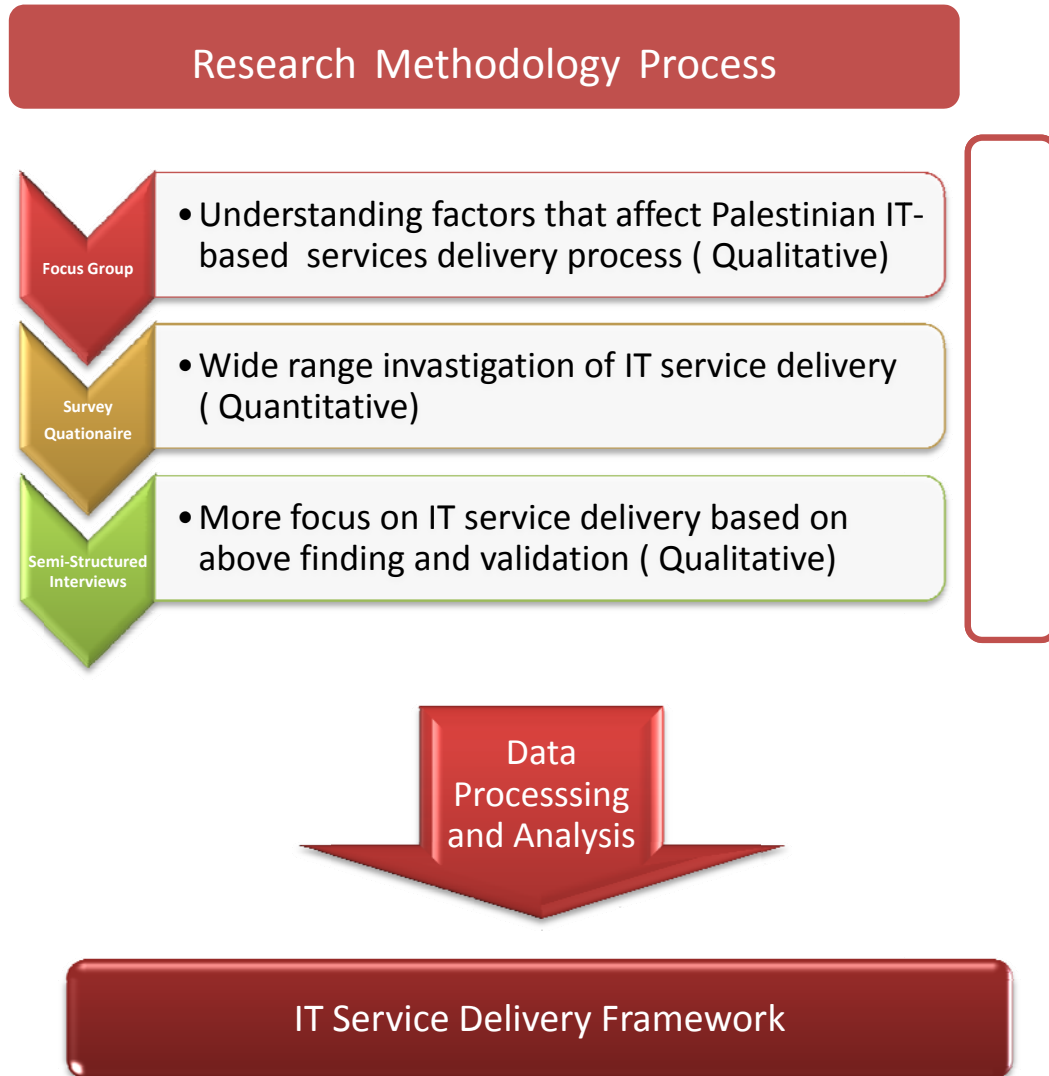 Research Methodology Process
Focus Group
• Understanding factors that affect Palestinian IT-
based services delivery process ( Qualitative)
Survey
Quationaire
• Wide range invastigation of IT service delivery
( Quantitative)
Semi-Structured
Interviews
• More focus on IT service delivery based on
above finding and validation ( Qualitative)
Data
Processsing
and Analysis
IT Service Delivery Framework